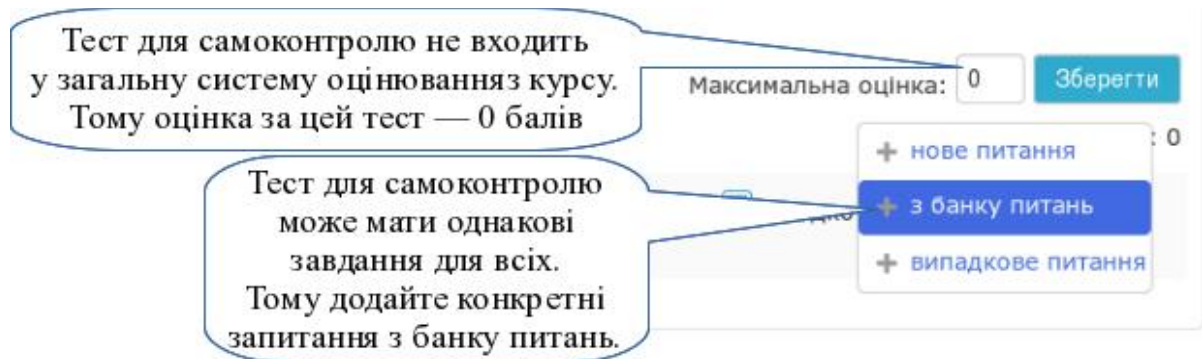 Тест для самоконтролю не входить
у загальну систему оцінюванняз курсу.
Тому оцінка за цей тест — 0 балів
Максимальна оцінка: 0 Зберегти
: 0
+ нове питання
+ з банку питань
+ випадкове питання
Тест для самоконтролю
може мати однакові
завдання для всіх.
Тому додайте конкретні
запитання з банку питань.